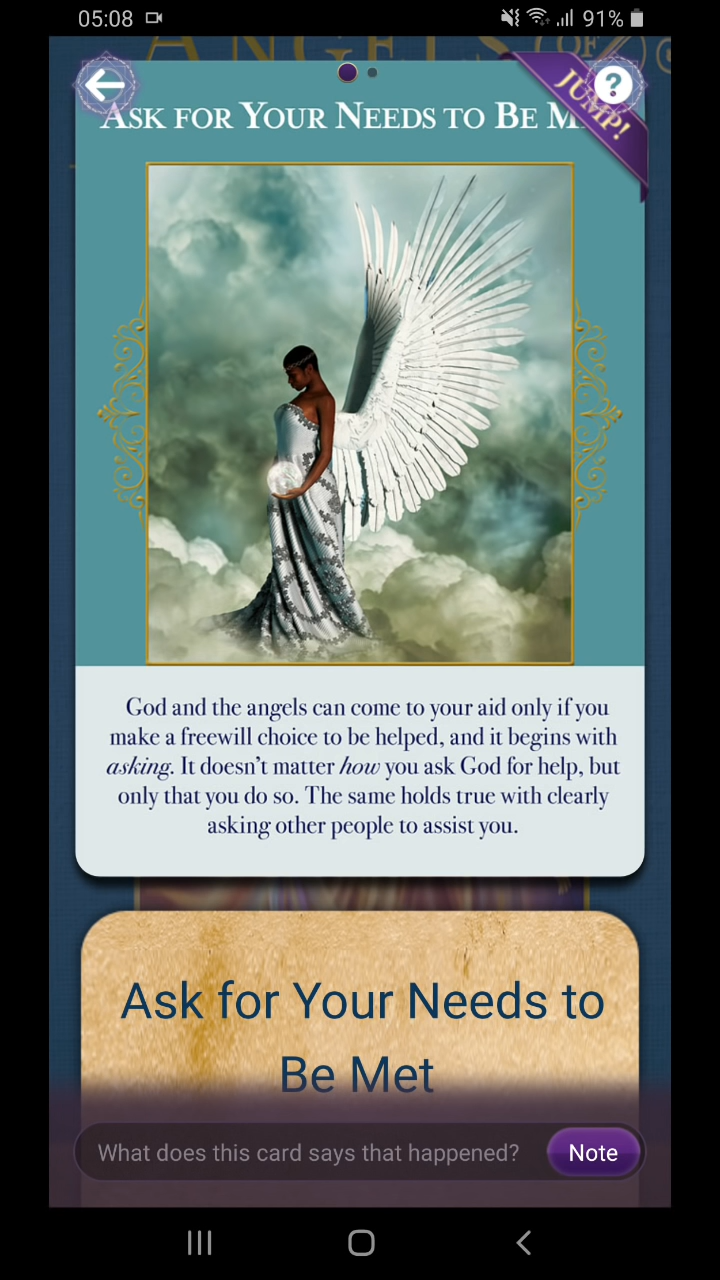 05:08
91%
ANGELS OF
JUMP!
?
ASK FOR YOUR NEEDS TO BE M
God and the angels can come to your aid only if you
make a freewill choice to be helped, and it begins with
asking. It doesn't matter how you ask God for help, but
only that you do so. The same holds true with clearly
asking other people to assist you.
Ask for Your Needs to
Be Met
What does this card says that happened?
Note